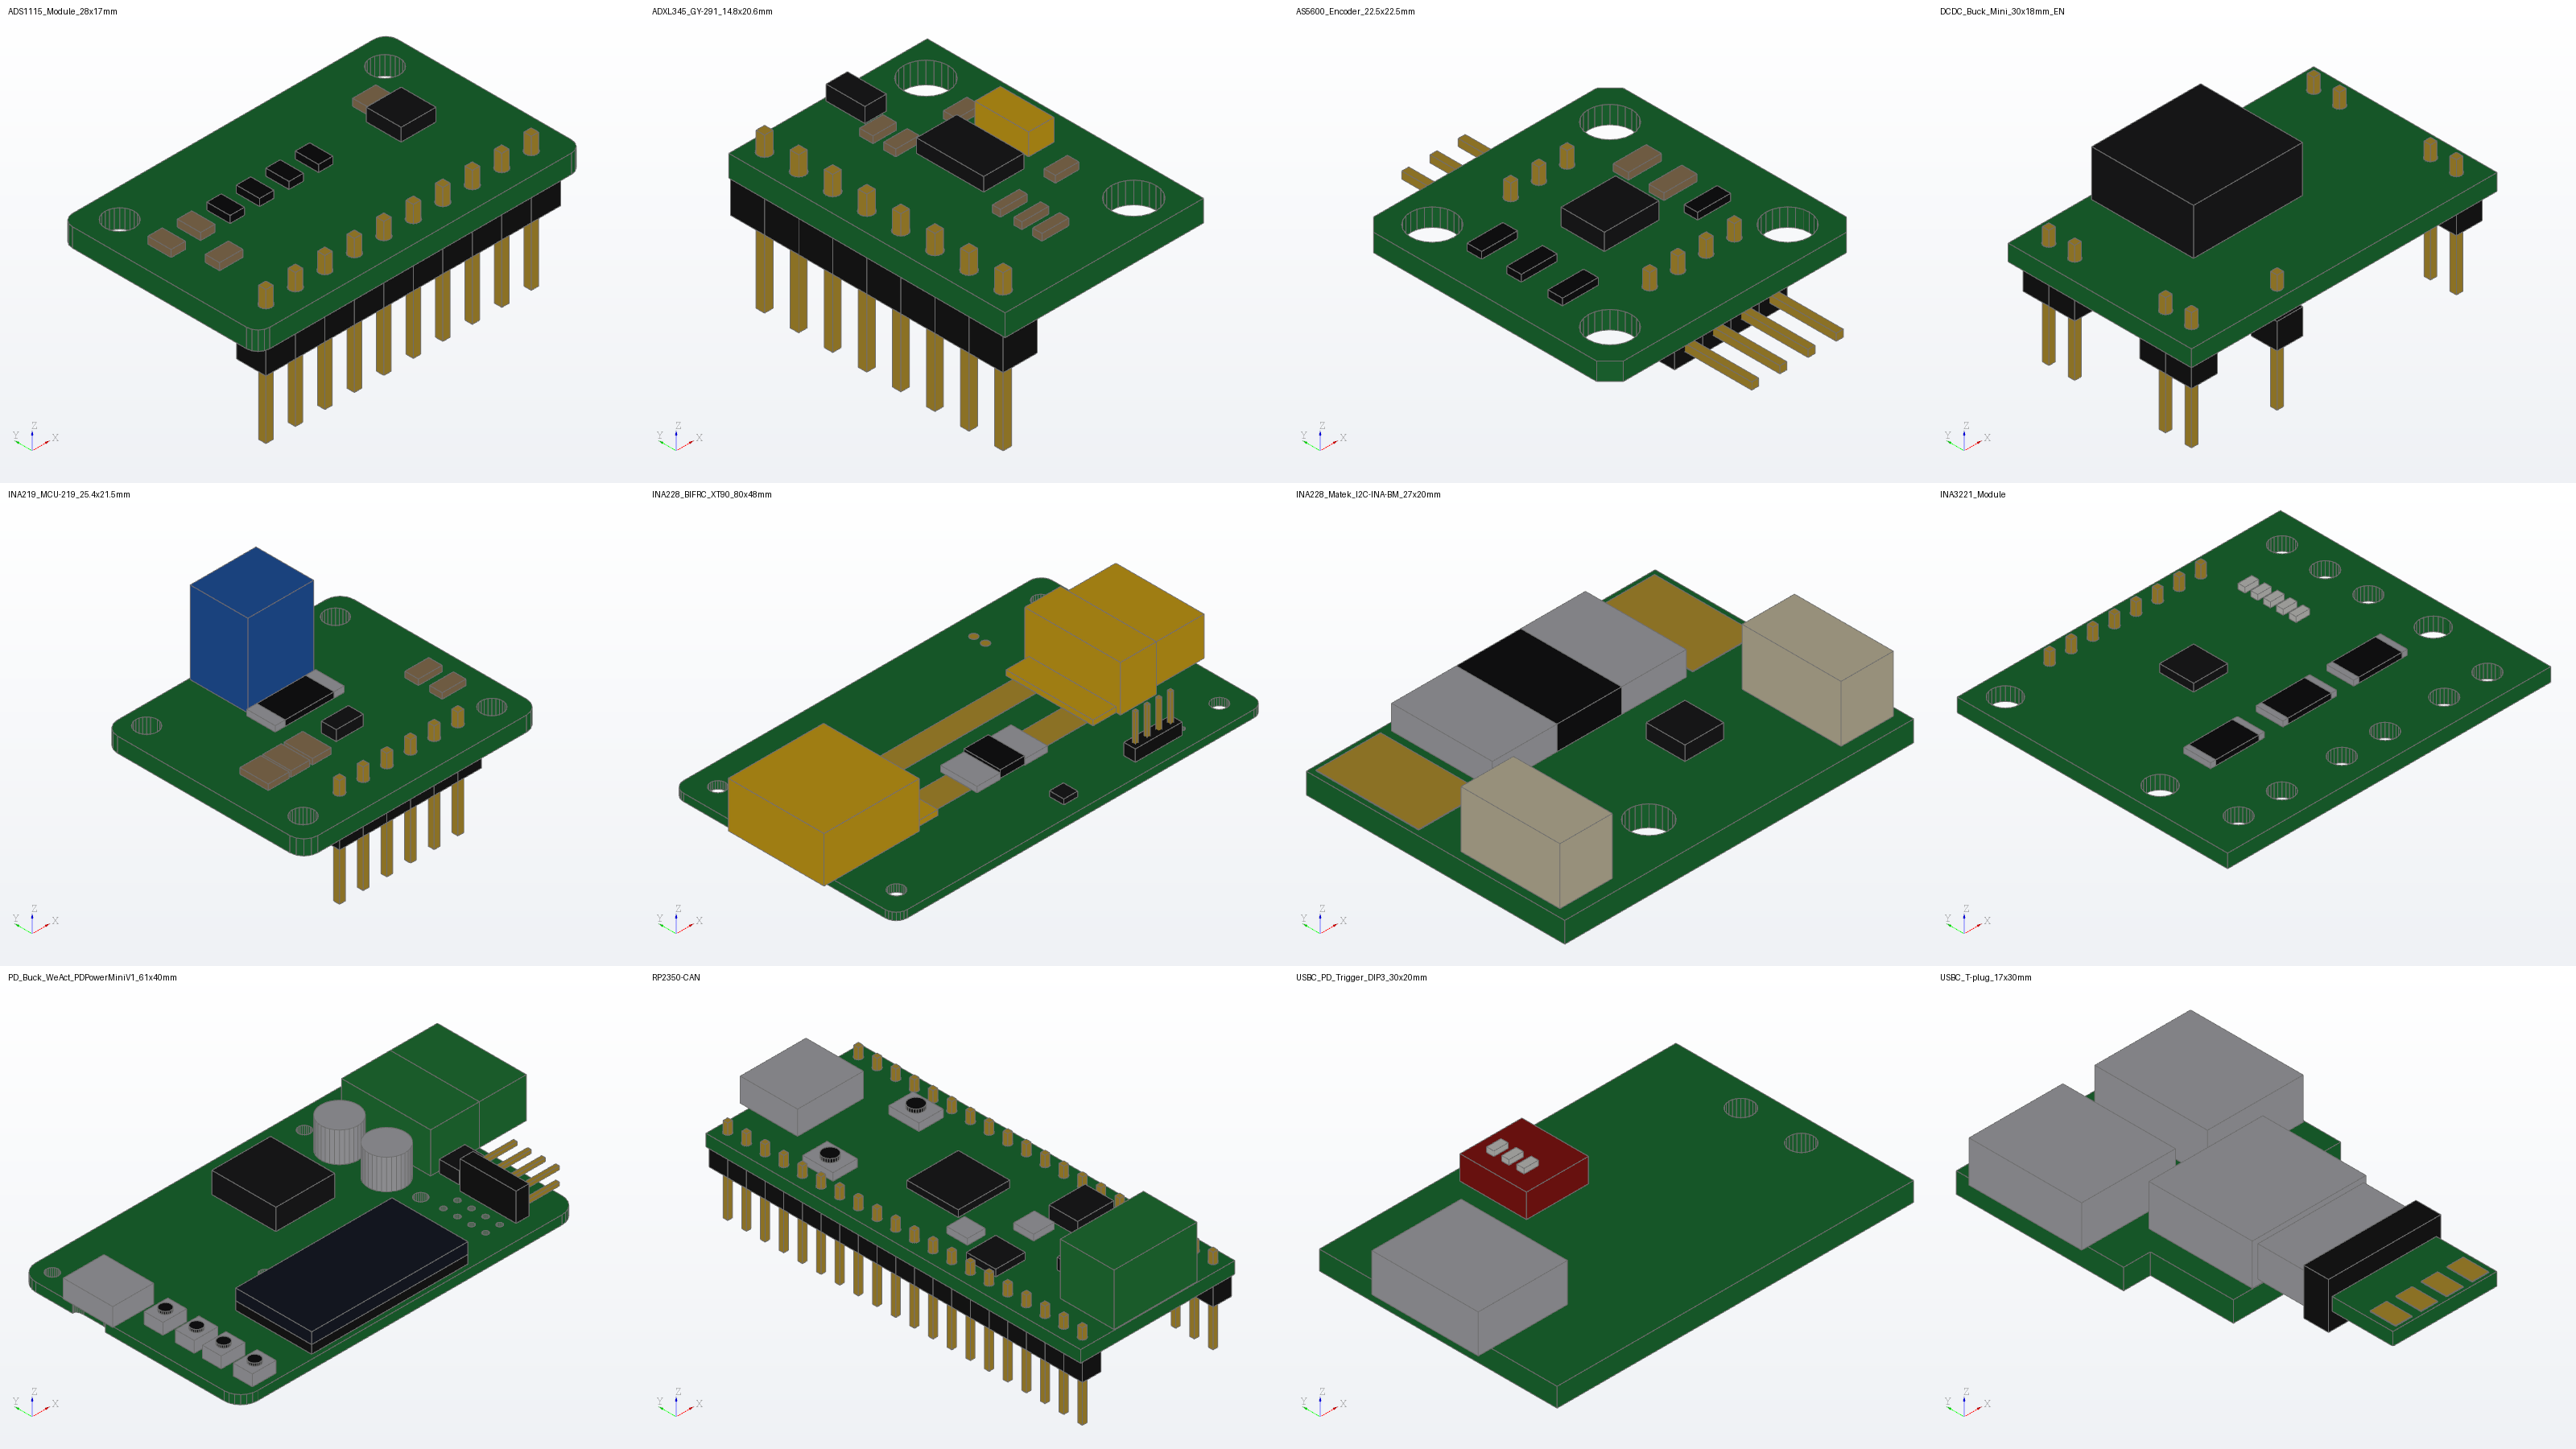 ADS1115_Module_28x17mm
ADXL345_GY-291_14.8x20.6mm
AS5600_Encoder_22.5x22.5mm
DCDC_Buck_Mini_30x18mm_EN
Z
Y
X
Z
Y
X
Z
Y
X
Z
Y
X
INA219_MCU-219_25.4x21.5mm
INA228_BIFRC_XT90_80x48mm
INA228_Matek_I2C-INA-BM_27x20mm
INA3221_Module
Z
Y
X
Z
Y
X
Z
Y
X
Z
Y
X
PD_Buck_WeAct_PDPowerMiniV1_61x40mm
RP2350-CAN
USBC_PD_Trigger_DIP3_30x20mm
USBC_T-plug_17x30mm
Z
Y
X
Z
Y
X
Z
Y
X
Z
Y
X